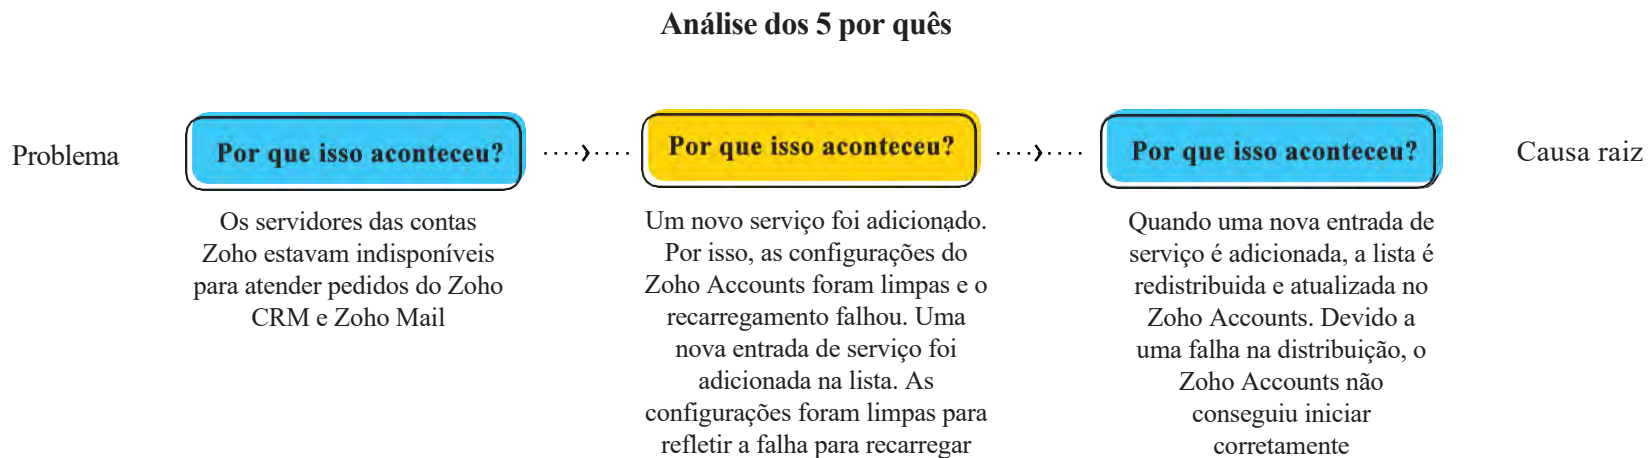 Análise dos 5 por quês
Problema
Por que isso aconteceu?
Os servidores das contas
Zoho estavam indisponíveis
para atender pedidos do Zoho
CRM e Zoho Mail
Por que isso aconteceu?
Um novo serviço foi adicionado.
Por isso, as configurações do
Zoho Accounts foram limpas e o
recarregamento falhou. Uma
nova entrada de serviço foi
adicionada na lista. As
configurações foram limpas para
refletir a falha para recarregar
Por que isso aconteceu?
Quando uma nova entrada de
serviço é adicionada, a lista é
redistribuida e atualizada no
Zoho Accounts. Devido a
uma falha na distribuição, o
Zoho Accounts não
conseguiu iniciar
corretamente
Causa raiz